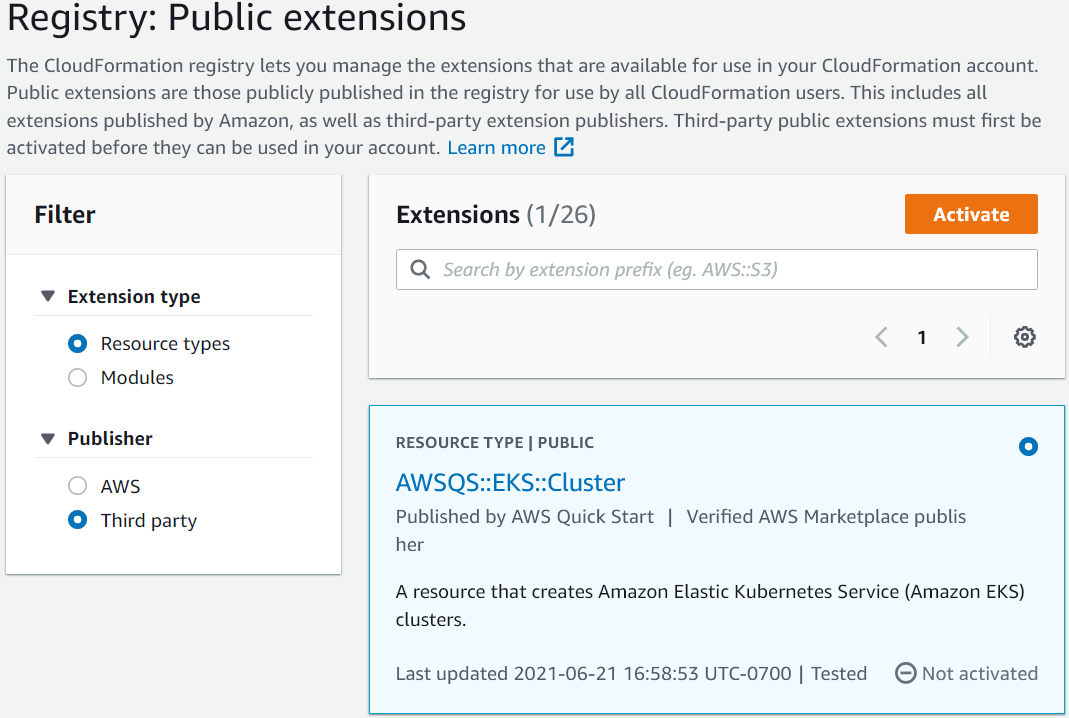 Registry: Public extensions
The CloudFormation registry lets you manage the extensions that are available for use in your CloudFormation account.
Public extensions are those publicly published in the registry for use by all CloudFormation users. This includes all
extensions published by Amazon, as well as third-party extension publishers. Third-party public extensions must first be
activated before they can be used in your account. Learn more
Filter
Extension type
Resource types
Modules
Publisher
AWS
Third party
Extensions (1/26)
Activate
Search by extension prefix (eg. AWS::S3)
1
RESOURCE TYPE | PUBLIC
AWSQS::EKS::Cluster
Published by AWS Quick Start | Verified AWS Marketplace publis
her
A resource that creates Amazon Elastic Kubernetes Service (Amazon EKS)
clusters.
Last updated 2021-06-21 16:58:53 UTC-0700 | Tested
Not activated